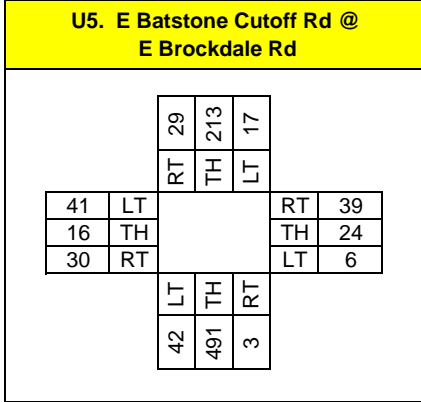 U5. E Batstone Cutoff Rd @
E Brockdale Rd
29 213 17
RT TH LT
41 LT RT 39
16 TH TH 24
30 RT LT 6
LT TH RT
42 491 3